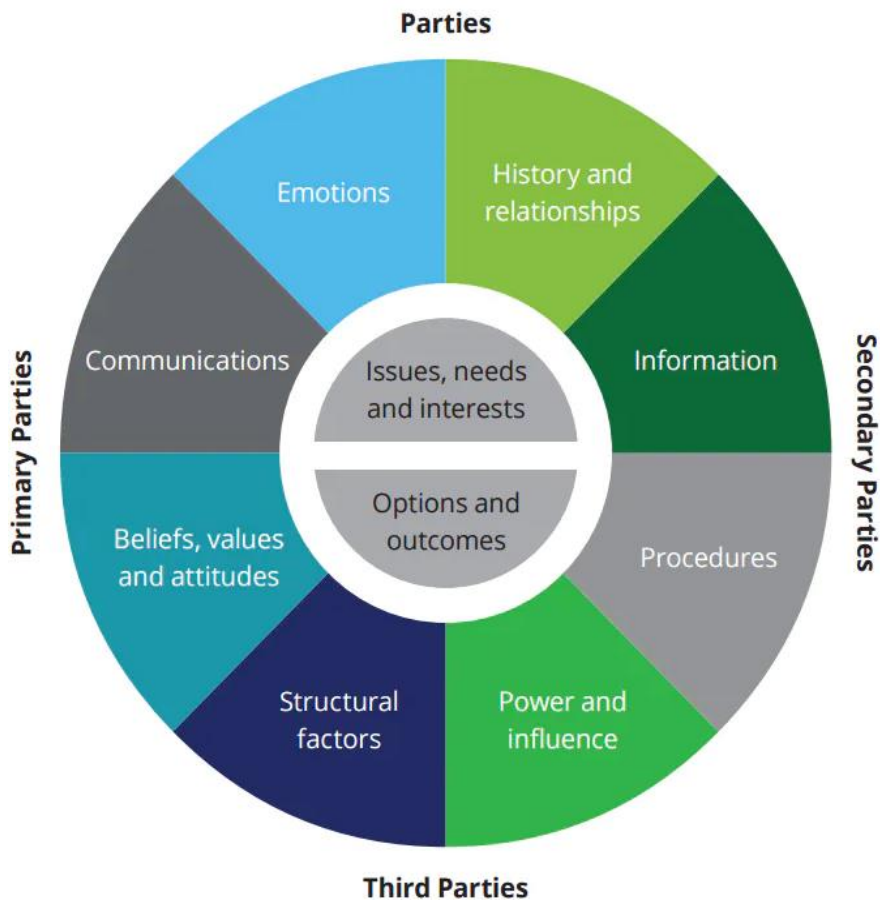 Parties
Emotions
History and
relationships
Communications
Issues, needs
and interests
Information
Primary Parties
Secondary Parties
Beliefs, values
and attitudes
Options and
outcomes
Procedures
Structural
factors
Power and
influence
Third Parties